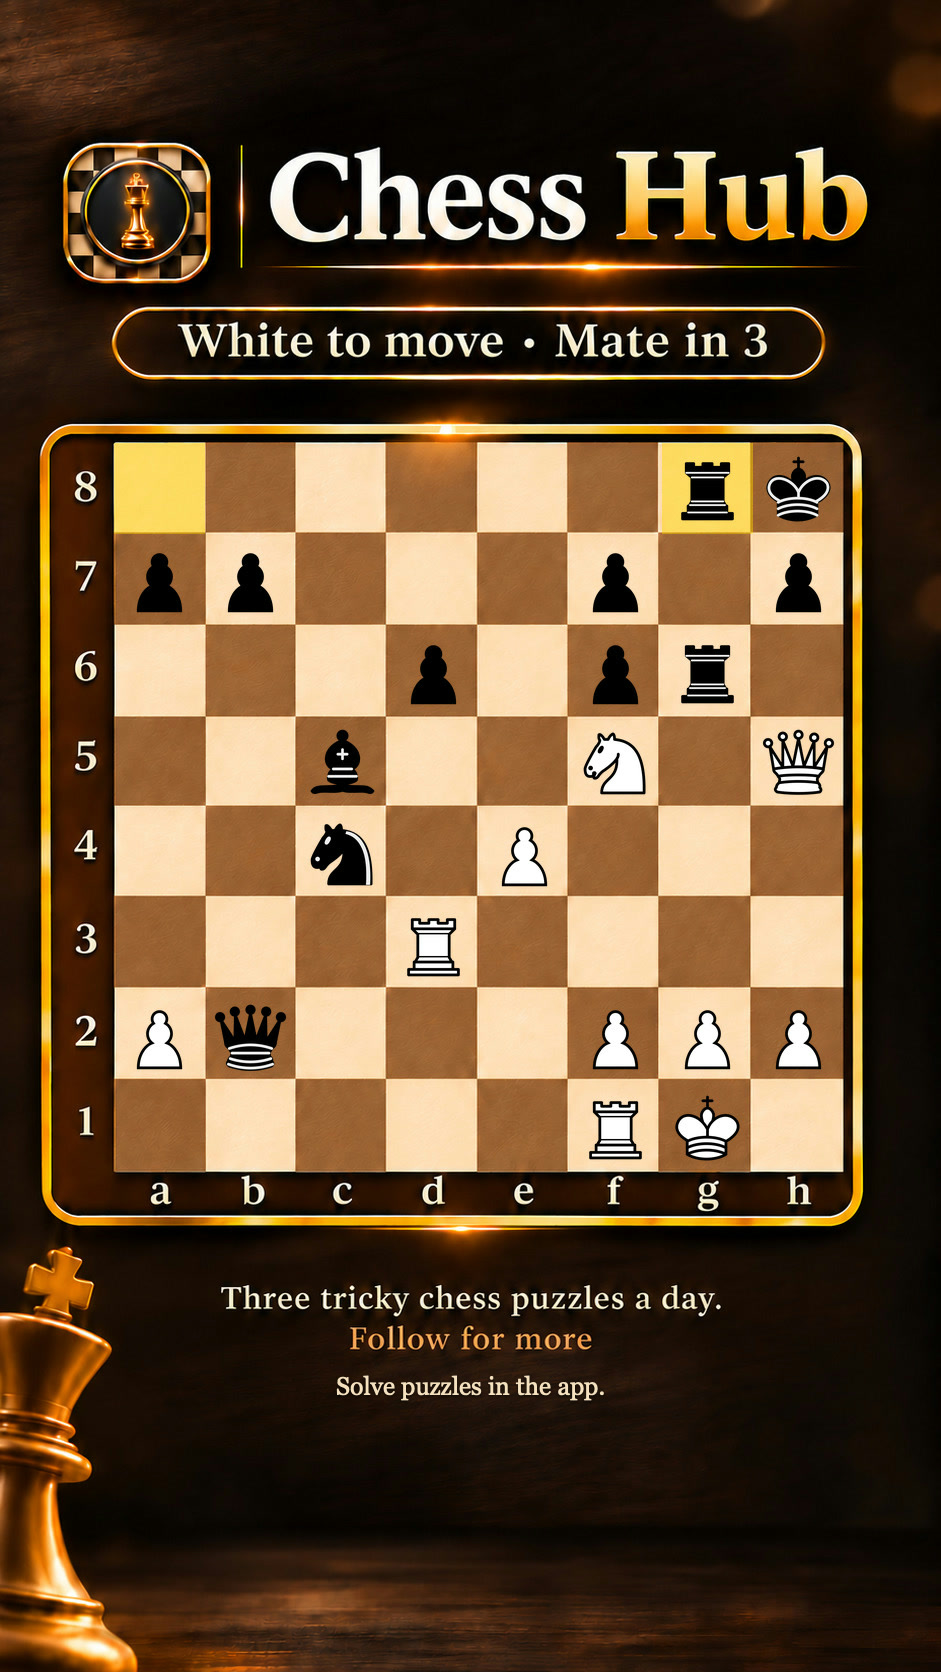 Chess Hub
White to move • Mate in 3
8
7
6
5
4
3
2
1
a b c d e f g h
Three tricky chess puzzles a day.
Follow for more
Solve puzzles in the app.